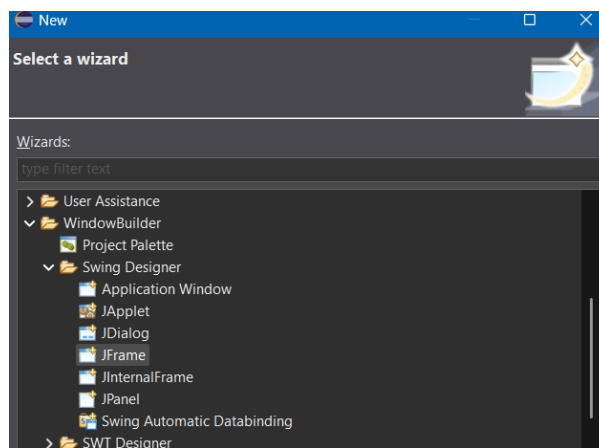 New
Select a wizard
Wizards:
type filter text
User Assistance
WindowBuilder
Project Palette
Swing Designer
Application Window
JApplet
JDialog
JFrame
JInternalFrame
JPanel
Swing Automatic Databinding
SWT Designer